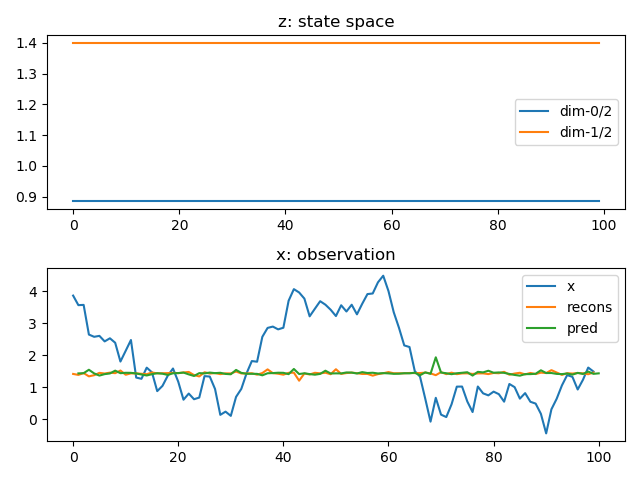 z: state space
1.4
1.3
1.2
1.1
1.0
0.9
dim-0/2
dim-1/2
0 20 40 60 80 100
x: observation
4
3
2
1
0
x
recons
pred
0 20 40 60 80 100